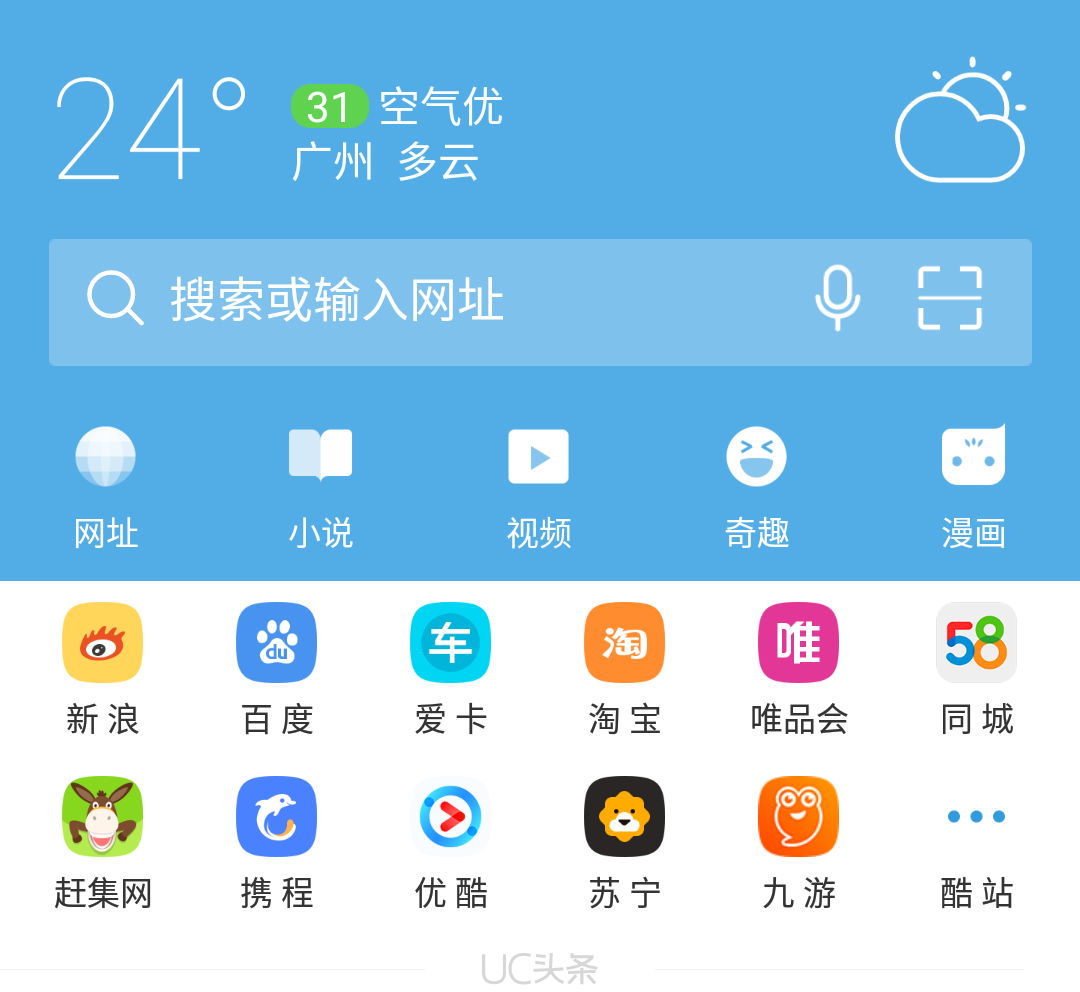 24°
31 空气优
广州 多云
搜索或输入网址
网址 小说 视频 奇趣 漫画
du 车 淘 唯 58
新浪 百度 爱卡 淘宝 唯品会 同城
赶集网 携程 优酷 苏宁 九游 酷站
UC头条